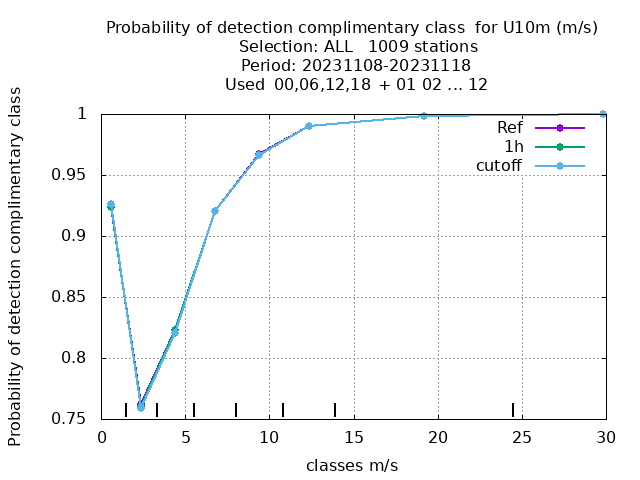 Probability of detection complimentary class  for U10m (m/s)
Selection: ALL   1009 stations
Period: 20231108-20231118
Used  00,06,12,18  + 01 02 ... 12
Probability of detection complimentary class
1
0.95
0.9
0.85
0.8
0.75
Ref
1h
cutoff
0 5 10 15 20 25 30
classes m/s